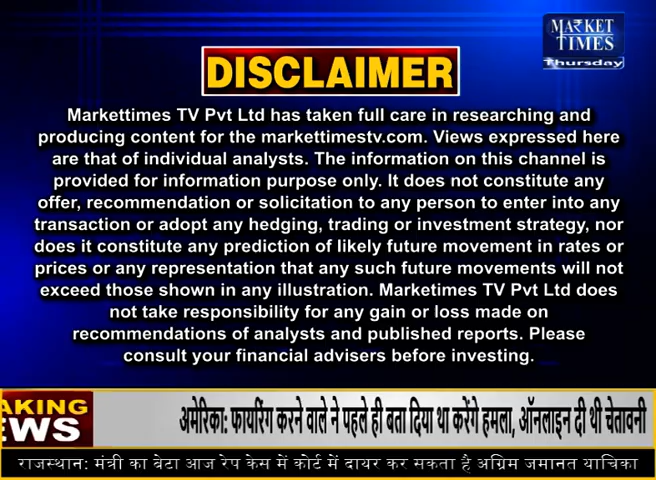 MARKET
TIMES
Thursday
DISCLAIMER
Markettimes TV Pvt Ltd has taken full care in researching and
producing content for the markettimestv.com. Views expressed here
are that of individual analysts. The information on this channel is
provided for information purpose only. It does not constitute any
offer, recommendation or solicitation to any person to enter into any
transaction or adopt any hedging, trading or investment strategy, nor
does it constitute any prediction of likely future movement in rates or
prices or any representation that any such future movements will not
exceed those shown in any illustration. Marketimes TV Pvt Ltd does
not take responsibility for any gain or loss made on
recommendations of analysts and published reports. Please
consult your financial advisers before investing.
AKING
EWS
अमेरिका: फायरिंग करने वाले ने पहले ही बता दिया था करेंगे हमला, ऑनलाइन दी थी चेतावनी
राजस्थान: मंत्री का बेटा आज रेप केस में कोर्ट में दायर कर सकता है अग्रिम जमानत याचिका